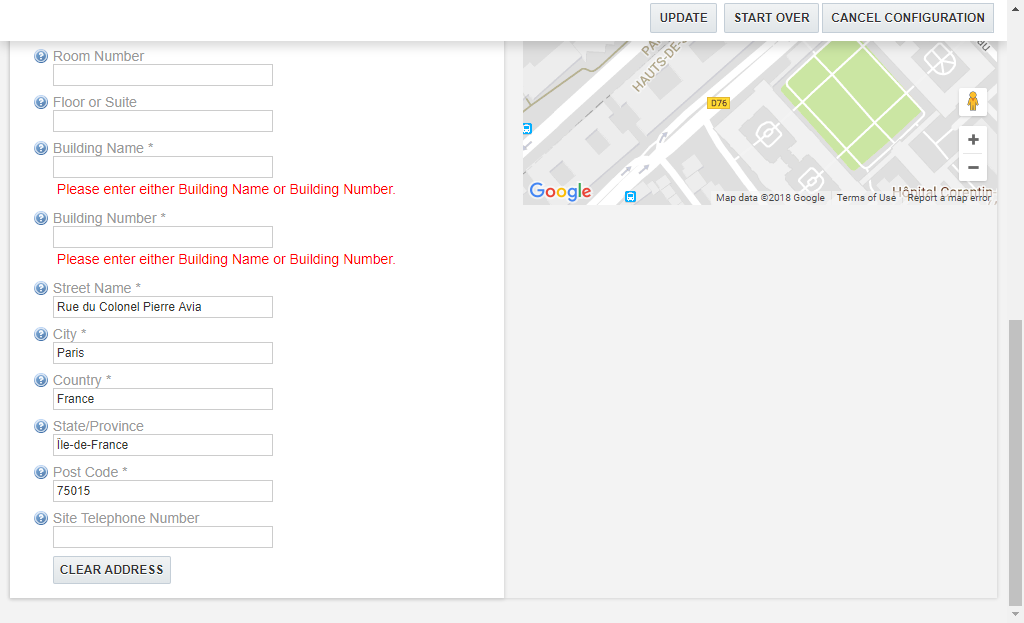 UPDATE
START OVER
CANCEL CONFIGURATION
Room Number
Floor or Suite
Building Name *
Please enter either Building Name or Building Number.
Building Number *
Please enter either Building Name or Building Number.
Street Name *
Rue du Colonel Pierre Avia
City *
Paris
Country *
France
State/Province
Île-de-France
Post Code *
75015
Site Telephone Number
CLEAR ADDRESS
HAUTS-DE-
D76
+
−
Hôpital Corentin-
Google
Map data ©2018 Google
Terms of Use
Report a map error